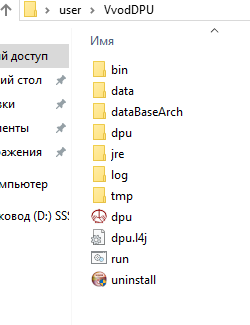 user › VvodDPU
Имя
й доступ
ий стол
вки
менты
ражения
мпьютер
ковод (D:) SSS
bin
data
dataBaseArch
dpu
jre
log
tmp
dpu
dpu.l4j
run
uninstall